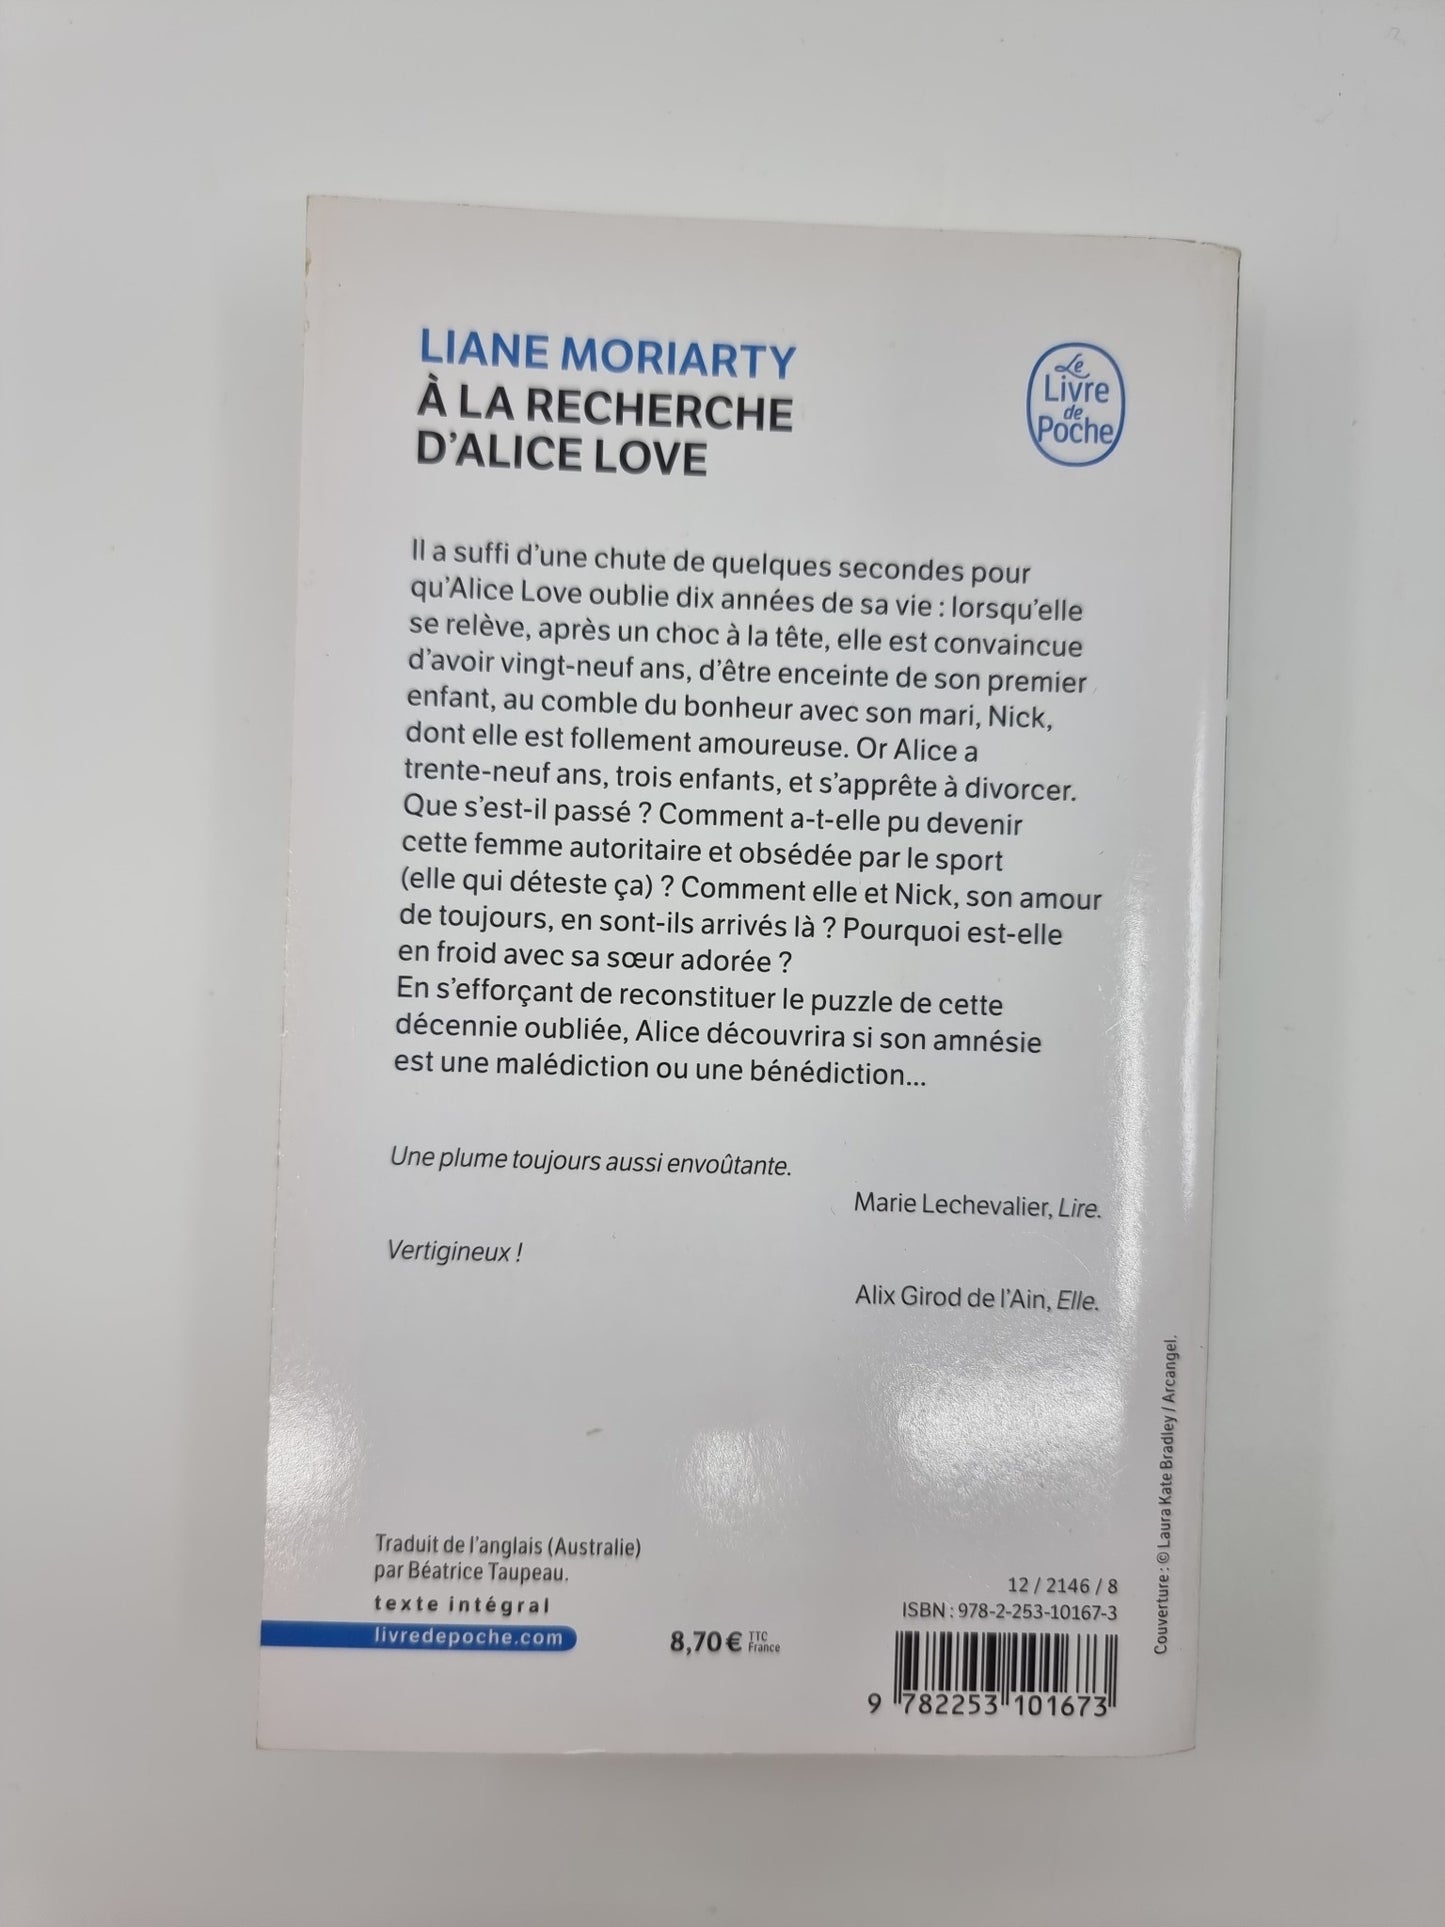 LIANE MORIARTY
À LA RECHERCHE
D'ALICE LOVE
Le
Livre
de
Poche
Il a suffi d'une chute de quelques secondes pour
qu'Alice Love oublie dix années de sa vie : lorsqu'elle
se relève, après un choc à la tête, elle est convaincue
d'avoir vingt-neuf ans, d'être enceinte de son premier
enfant, au comble du bonheur avec son mari, Nick,
dont elle est follement amoureuse. Or Alice a
trente-neuf ans, trois enfants, et s'apprête à divorcer.
Que s'est-il passé ? Comment a-t-elle pu devenir
cette femme autoritaire et obsédée par le sport
(elle qui déteste ça) ? Comment elle et Nick, son amour
de toujours, en sont-ils arrivés là ? Pourquoi est-elle
en froid avec sa sœur adorée ?
En s'efforçant de reconstituer le puzzle de cette
décennie oubliée, Alice découvrira si son amnésie
est une malédiction ou une bénédiction...
Une plume toujours aussi envoûtante.
Marie Lechevalier, Lire.
Vertigineux !
Alix Girod de l'Ain, Elle.
Couverture : © Laura Kate Bradley / Arcangel.
Traduit de l'anglais (Australie)
par Béatrice Taupeau.
texte intégral
livredepoche.com
8,70 € TTC
France
12 / 2146 / 8
ISBN : 978-2-253-10167-3
9 782253 101673